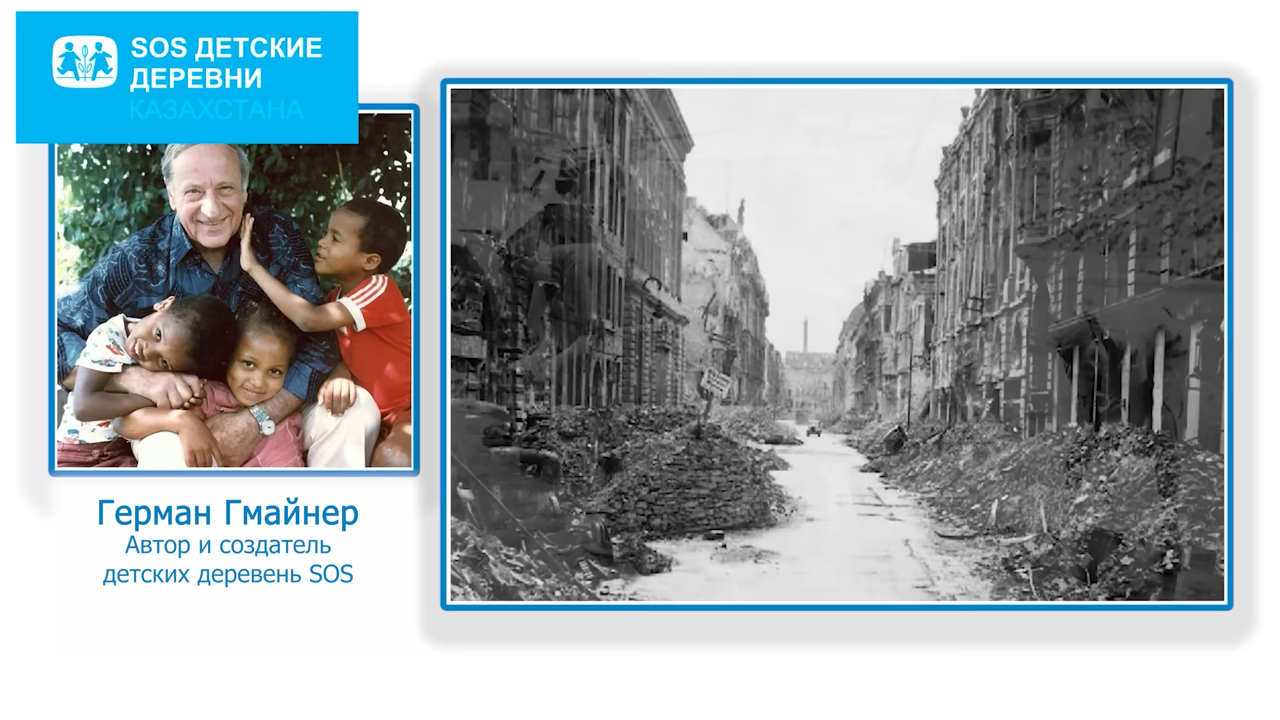 SOS ДЕТСКИЕ
ДЕРЕВНИ
КАЗАХСТАНА
Герман Гмайнер
Автор и создатель
детских деревень SOS